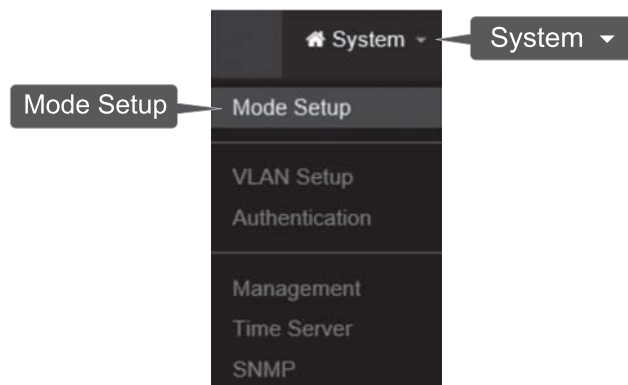 System
System
Mode Setup
Mode Setup
VLAN Setup
Authentication
Management
Time Server
SNMP